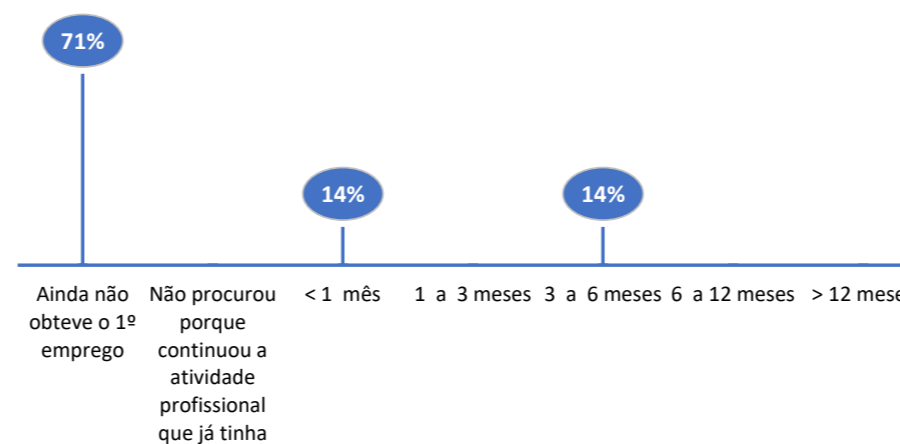 71%
14%
14%
Ainda não
obteve o 1º
emprego
Não procurou
porque
continuou a
atividade
profissional
que já tinha
< 1 mês
1 a 3 meses
3 a 6 meses
6 a 12 meses
> 12 mese